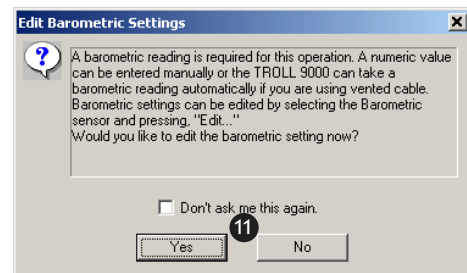 Edit Barometric Settings
A barometric reading is required for this operation. A numeric value
can be entered manually or the TROLL 9000 can take a
barometric reading automatically if you are using vented cable.
Barometric settings can be edited by selecting the Barometric
sensor and pressing, "Edit..."
Would you like to edit the barometric setting now?
Don't ask me this again.
11
Yes No